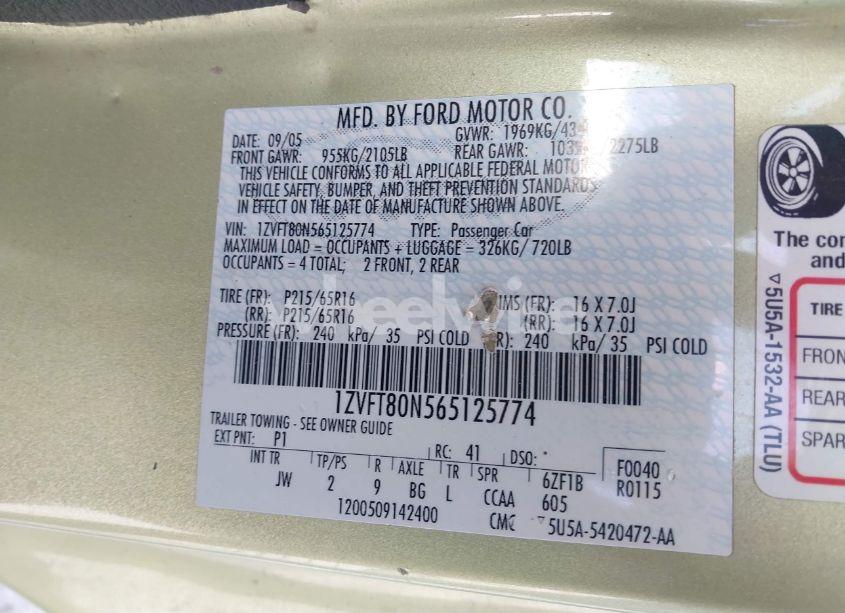 MFD. BY FORD MOTOR CO.
DATE 09/05 GVWR: 1969KG/434
FRONT GAWR: 955KG/2105LB REAR GAWR: /2275LB
THIS VEHICLE CONFORMS TO ALL APPLICABLE FEDERAL MOTOR
VEHICLE SAFETY, BUMPER, AND THEFT PREVENTION STANDARDS
IN EFFECT ON THE DATE OF MANUFACTURE SHOWN ABOVE.
VIN: 1ZVFT80N565125774 TYPE: Passenger Car
MAXIMUM LOAD = OCCUPANTS + LUGGAGE = 326KG/ 720LB
OCCUPANTS = 4 TOTAL; 2 FRONT, 2 REAR
TIRE (FR): P215/65R16 IMS (FR): 16 X 7.0J
(RR): P215/65R16 (RR): 16 X 7.0J
PRESSURE (FR): 240 kPa/ 35 PSI COLD R): 240 kPa/ 35 PSI COLD
1ZVFT80N565125774
TRAILER TOWING - SEE OWNER GUIDE
EXT PNT: P1 RC: 41 DSO: * F0040
INT TR TP/PS R AXLE TR SPR 6ZF1B R0115
JW 2 9 BG L CCAA 605
1200509142400 CMC ▽5U5A-5420472-AA
▽5U5A-1532-AA (TLU)
The co
and
TIRE
FRON
REAR
SPAR